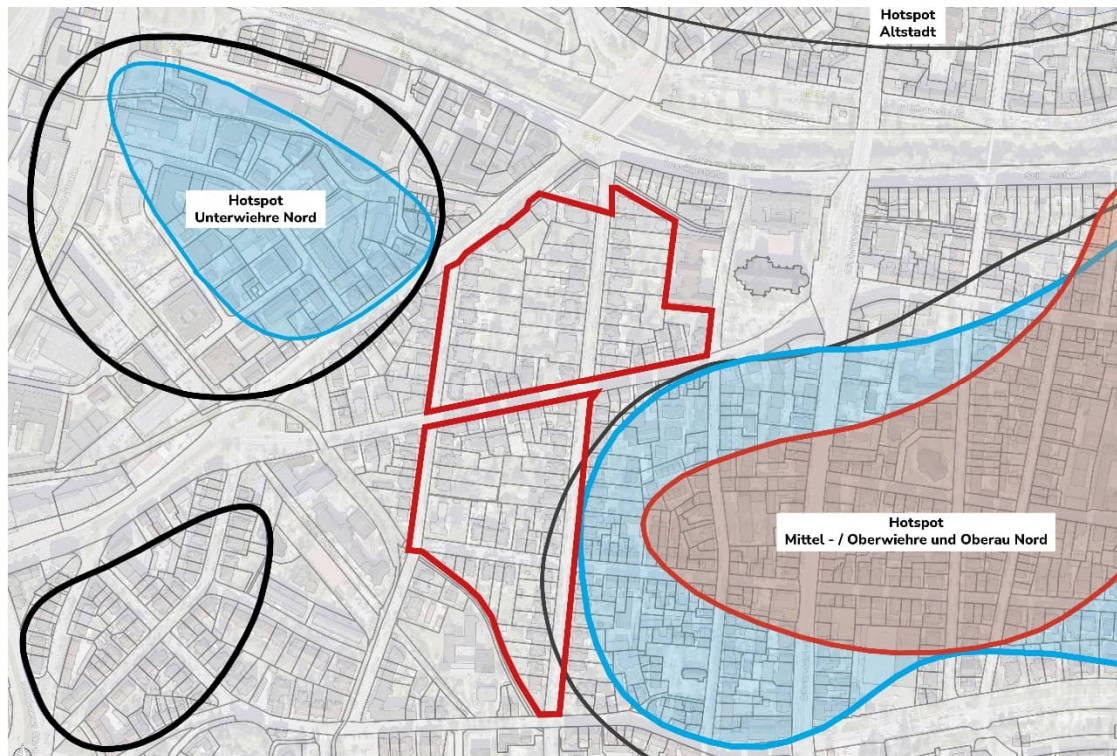 Hotspot
Altstadt
Hotspot
Unterwiehre Nord
Hotspot
Mittel - / Oberwiehre und Oberau Nord